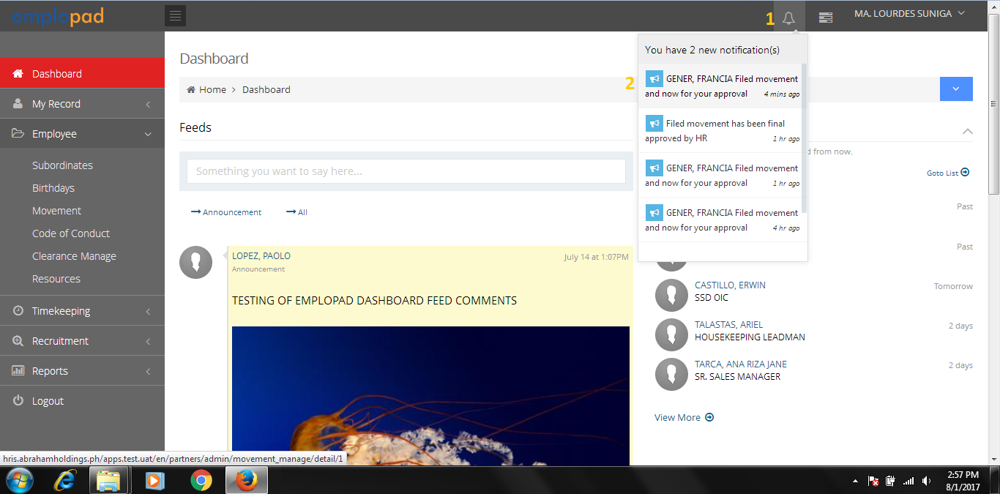 emplopad
1
MA. LOURDES SUNIGA
You have 2 new notification(s)
2
GENER, FRANCIA Filed movement
and now for your approval 4 mins ago
Filed movement has been final
approved by HR 1 hr ago
GENER, FRANCIA Filed movement
and now for your approval 1 hr ago
GENER, FRANCIA Filed movement
and now for your approval 4 hr ago
Dashboard
My Record
Employee
Subordinates
Birthdays
Movement
Code of Conduct
Clearance Manage
Resources
Timekeeping
Recruitment
Reports
Logout
Dashboard
Home > Dashboard
Feeds
Something you want to say here...
Announcement All
LOPEZ, PAOLO July 14 at 1:07PM
Announcement
TESTING OF EMPLOPAD DASHBOARD FEED COMMENTS
from now.
Goto List
Past
Past
CASTILLO, ERWIN Tomorrow
SSD OIC
TALASTAS, ARIEL 2 days
HOUSEKEEPING LEADMAN
TARCA, ANA RIZA JANE 2 days
SR. SALES MANAGER
View More
hris.abrahamholdings.ph/apps.test.uat/en/partners/admin/movement_manage/detail/1
2:57 PM
8/1/2017